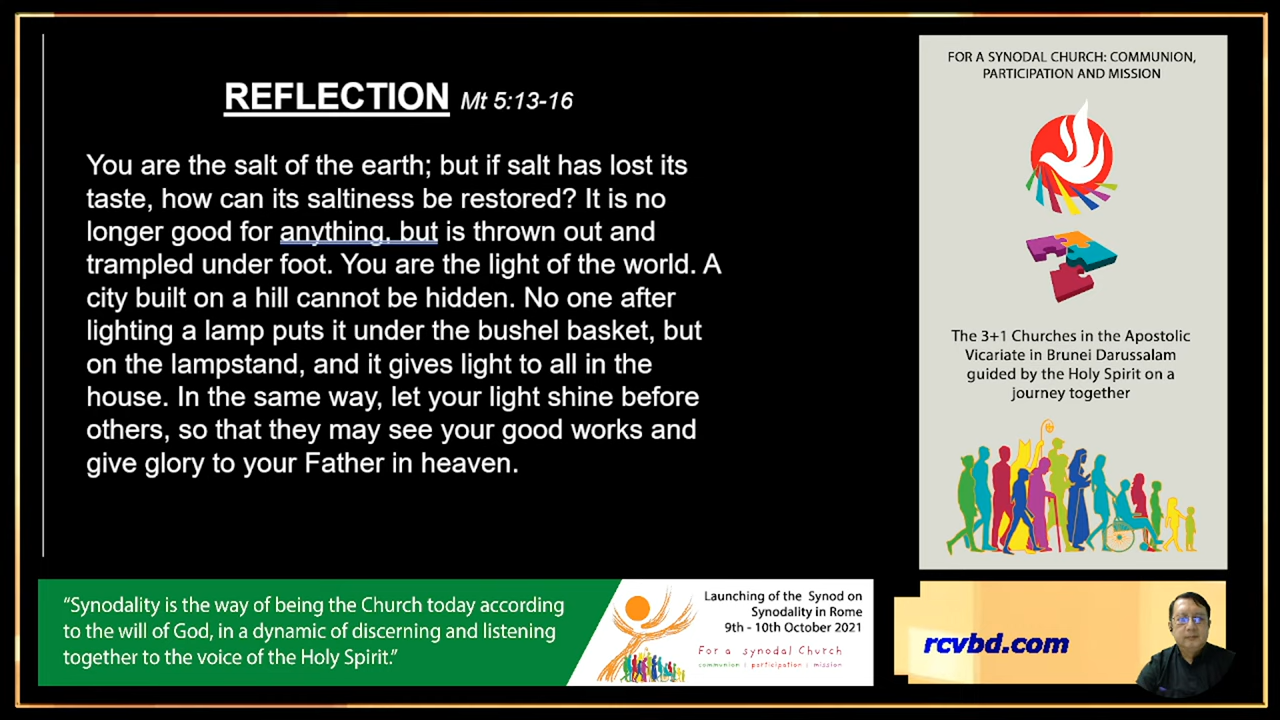 REFLECTION Mt 5:13-16
You are the salt of the earth; but if salt has lost its
taste, how can its saltiness be restored? It is no
longer good for anything, but is thrown out and
trampled under foot. You are the light of the world. A
city built on a hill cannot be hidden. No one after
lighting a lamp puts it under the bushel basket, but
on the lampstand, and it gives light to all in the
house. In the same way, let your light shine before
others, so that they may see your good works and
give glory to your Father in heaven.
FOR A SYNODAL CHURCH: COMMUNION,
PARTICIPATION AND MISSION
The 3+1 Churches in the Apostolic
Vicariate in Brunei Darussalam
guided by the Holy Spirit on a
journey together
“Synodality is the way of being the Church today according
to the will of God, in a dynamic of discerning and listening
together to the voice of the Holy Spirit.”
Launching of the Synod on
Synodality in Rome
9th - 10th October 2021
For a synodal Church
communion | participation | mission
rcvbd.com